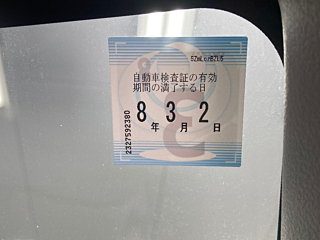 自動車検査証の有効
期間の満了する日
8 3 2
年 月 日
2327592380